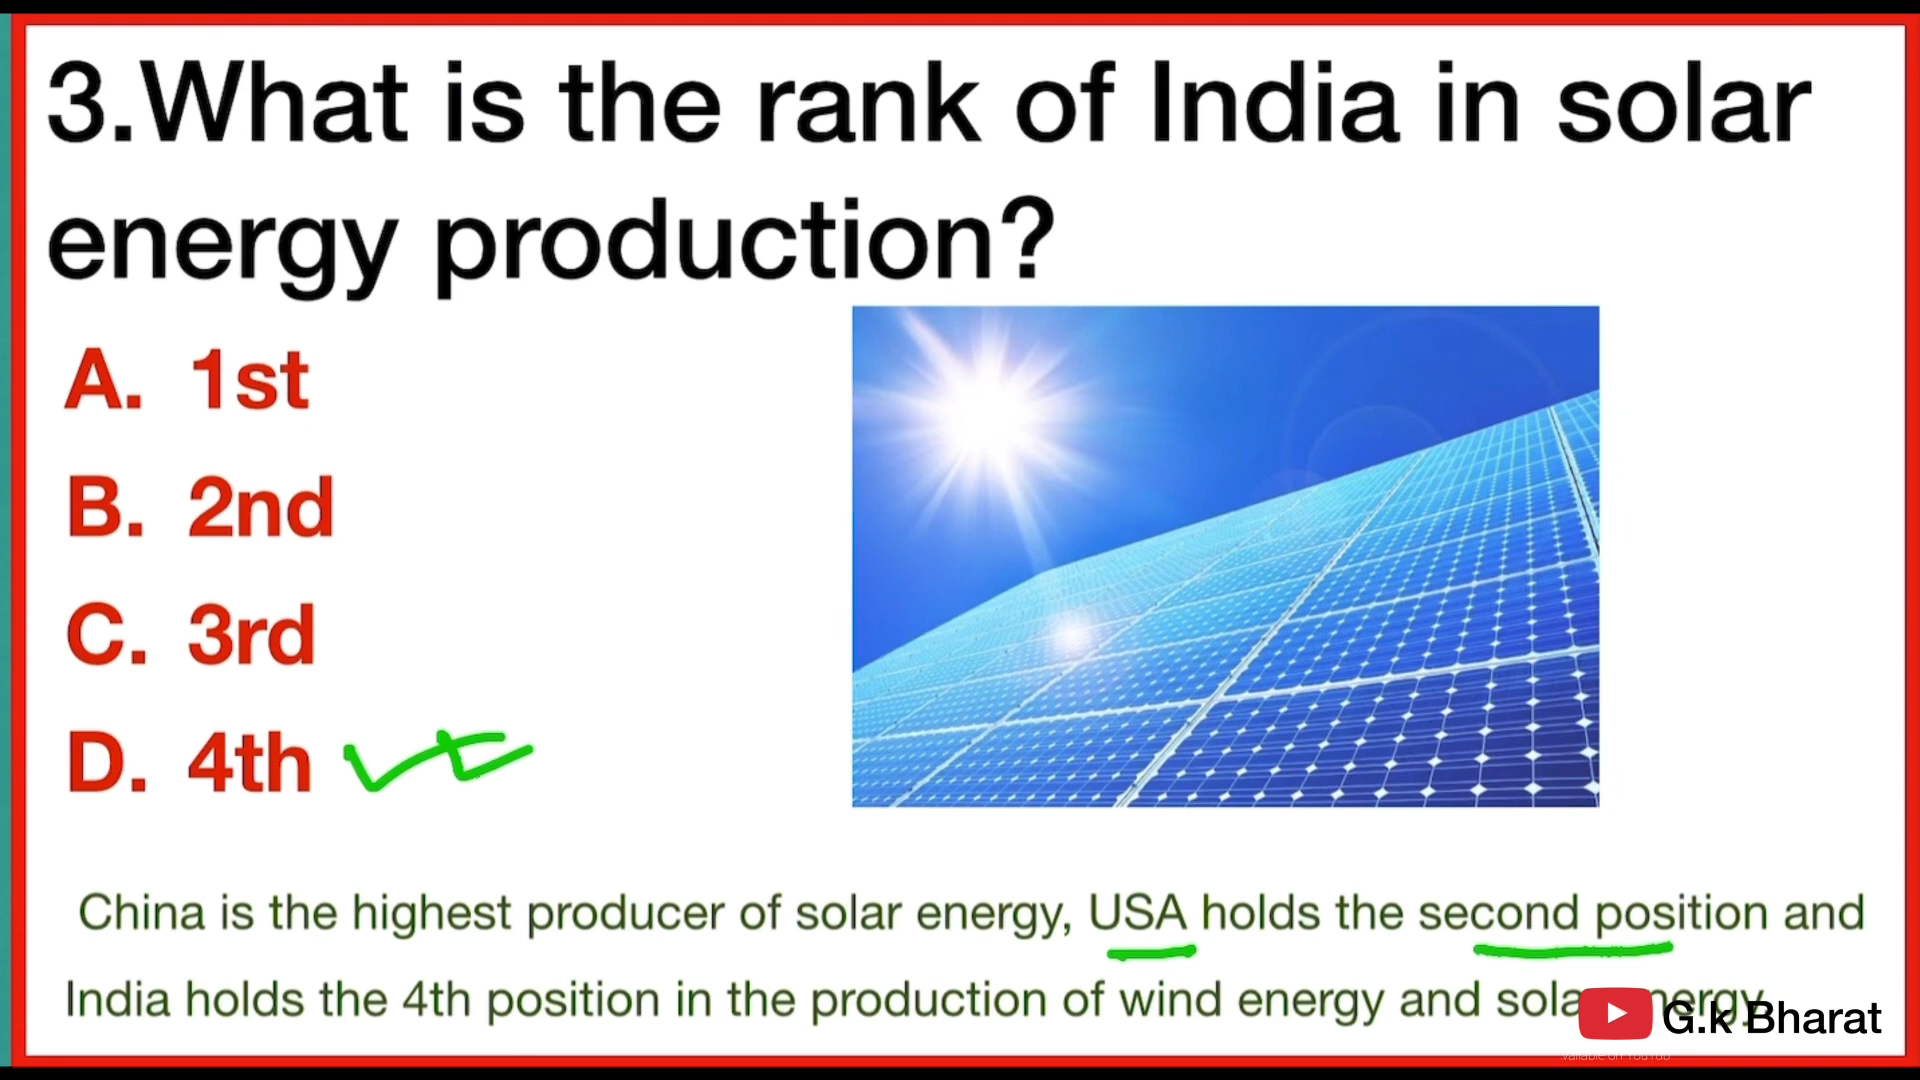 3.What is the rank of India in solar
energy production?
A. 1st
B. 2nd
C. 3rd
D. 4th
China is the highest producer of solar energy, USA holds the second position and
India holds the 4th position in the production of wind energy and solar energy
G.k Bharat